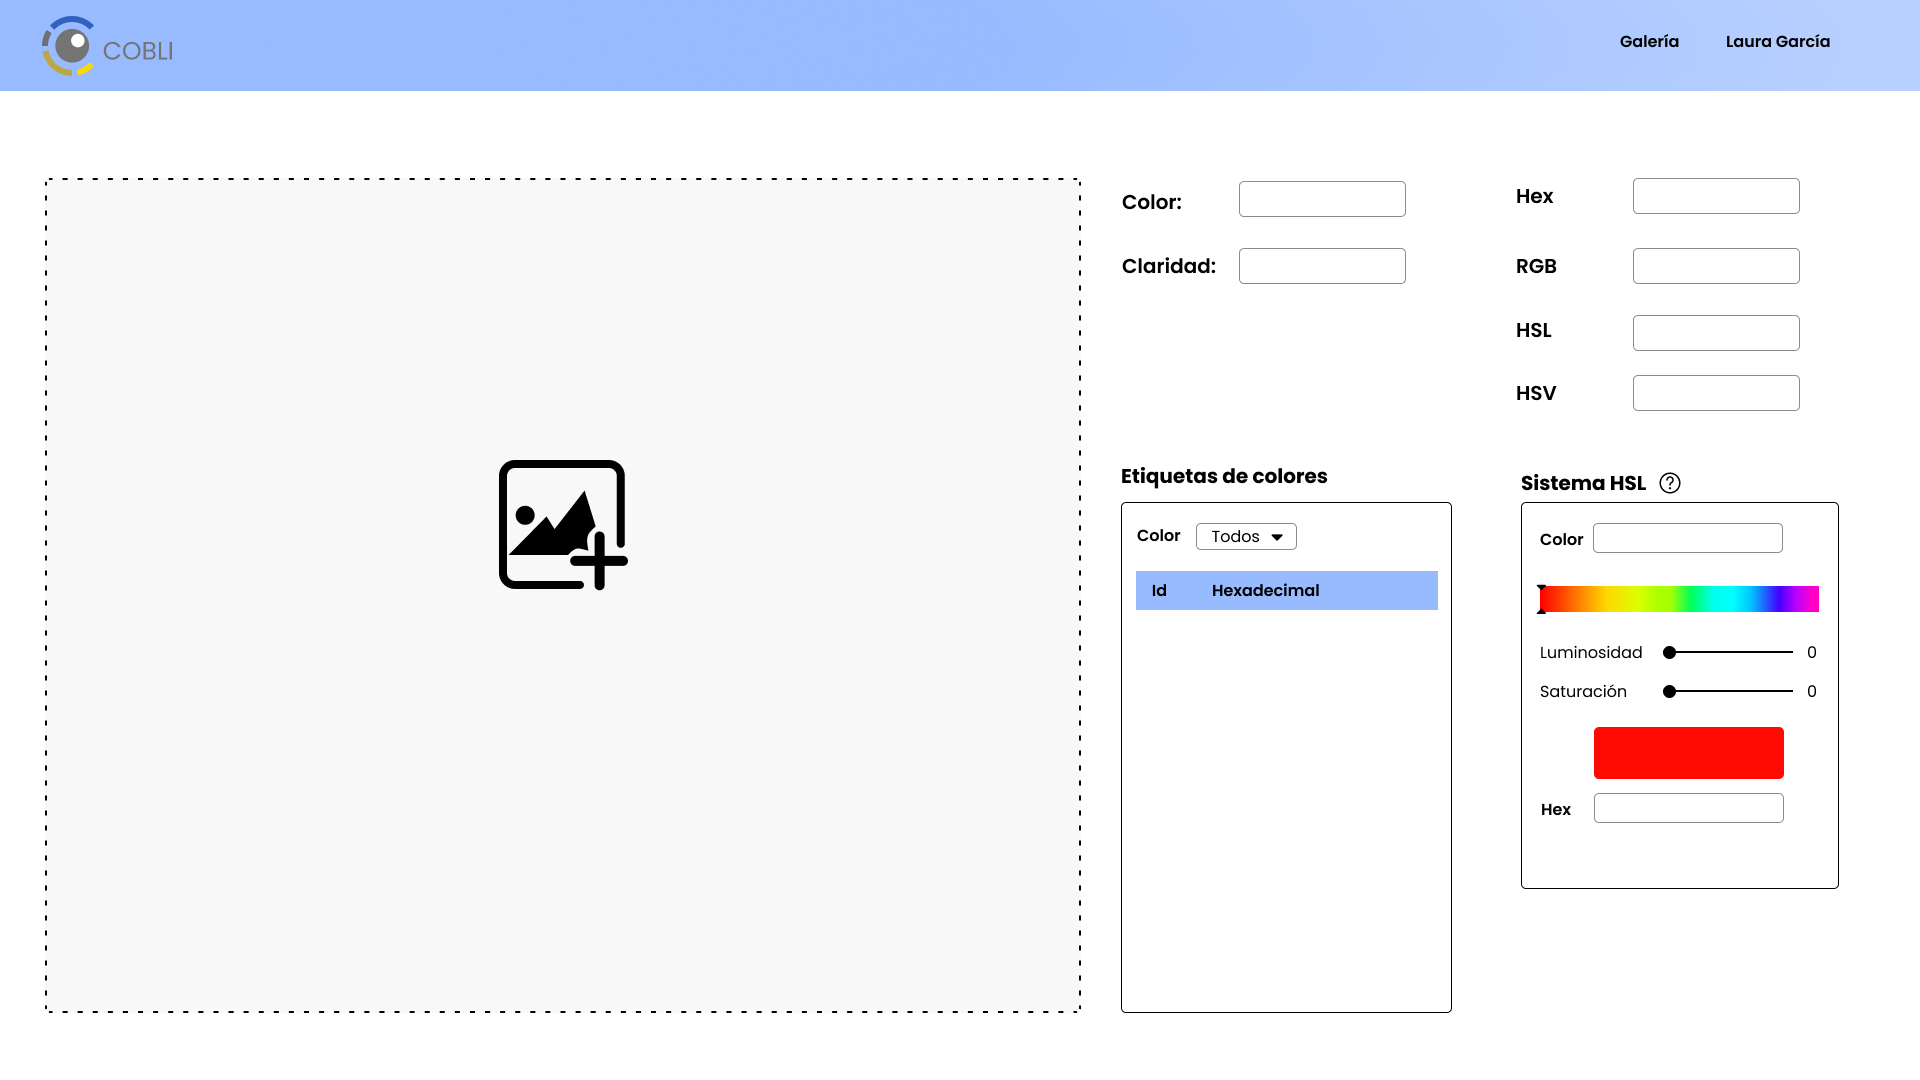 COBLI
Galería
Laura García
Color:
Claridad:
Hex
RGB
HSL
HSV
Etiquetas de colores
Color
Todos
Id
Hexadecimal
Sistema HSL ?
Color
Luminosidad
0
Saturación
0
Hex